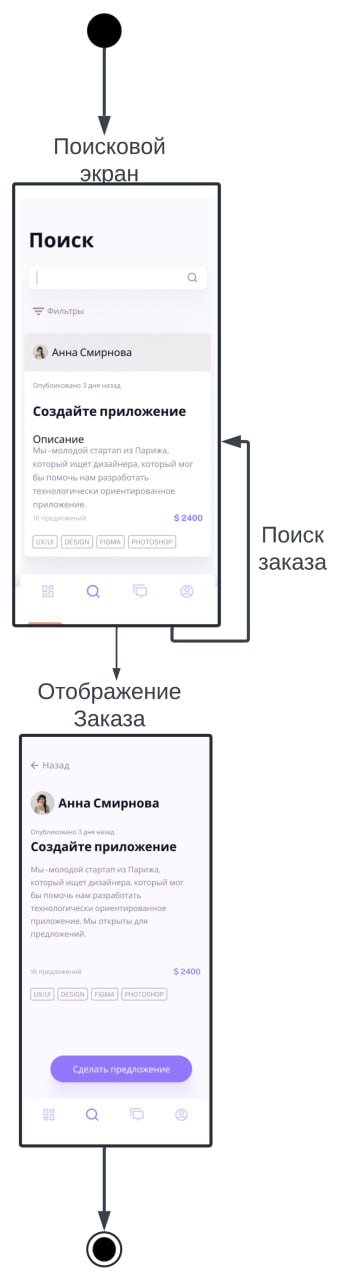 Поисковой
экран
Поиск
Фильтры
Анна Смирнова
Опубликовано 3 дня назад
Создайте приложение
Описание
Мы -молодой стартап из Парижа,
который ищет дизайнера, который мог
бы помочь нам разработать
технологически ориентированное
приложение.
16 предложений $ 2400
UX/UI DESIGN FIGMA PHOTOSHOP
Поиск
заказа
Отображение
Заказа
Назад
Анна Смирнова
Опубликовано 3 дня назад
Создайте приложение
Мы -молодой стартап из Парижа,
который ищет дизайнера, который мог
бы помочь нам разработать
технологически ориентированное
приложение. Мы открыты для
предложений.
16 предложений $ 2400
UX/UI DESIGN FIGMA PHOTOSHOP
Сделать предложение